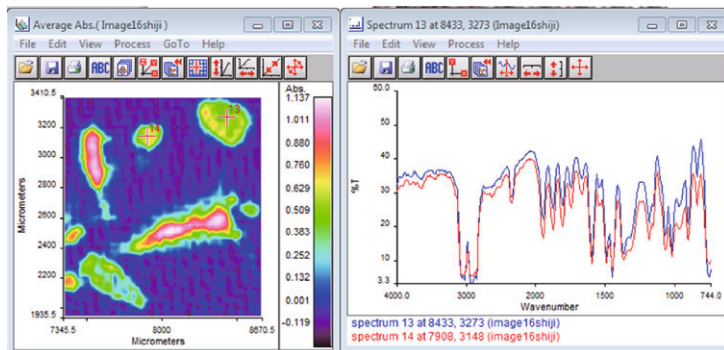 Average Abs.( Image16shiji )
File Edit View Process GoTo Help
ABC
Abs.
3410.5
3200
3000
2800
2600
2400
2200
1935.5
Micrometers
7345.5 8000 8670.5
Micrometers
13
14
1.137
1.011
0.880
0.760
0.629
0.509
0.383
0.252
0.132
0.001
-0.119
Spectrum 13 at 8433, 3273 (Image16shiji)
File Edit View Process Help
ABC
60.0
50
40
30
20
10
3.3
%T
4000.0 3000 2000 1500 1000 744.0
Wavenumber
spectrum 13 at 8433, 3273 (image16shiji)
spectrum 14 at 7908, 3148 (image16shiji)